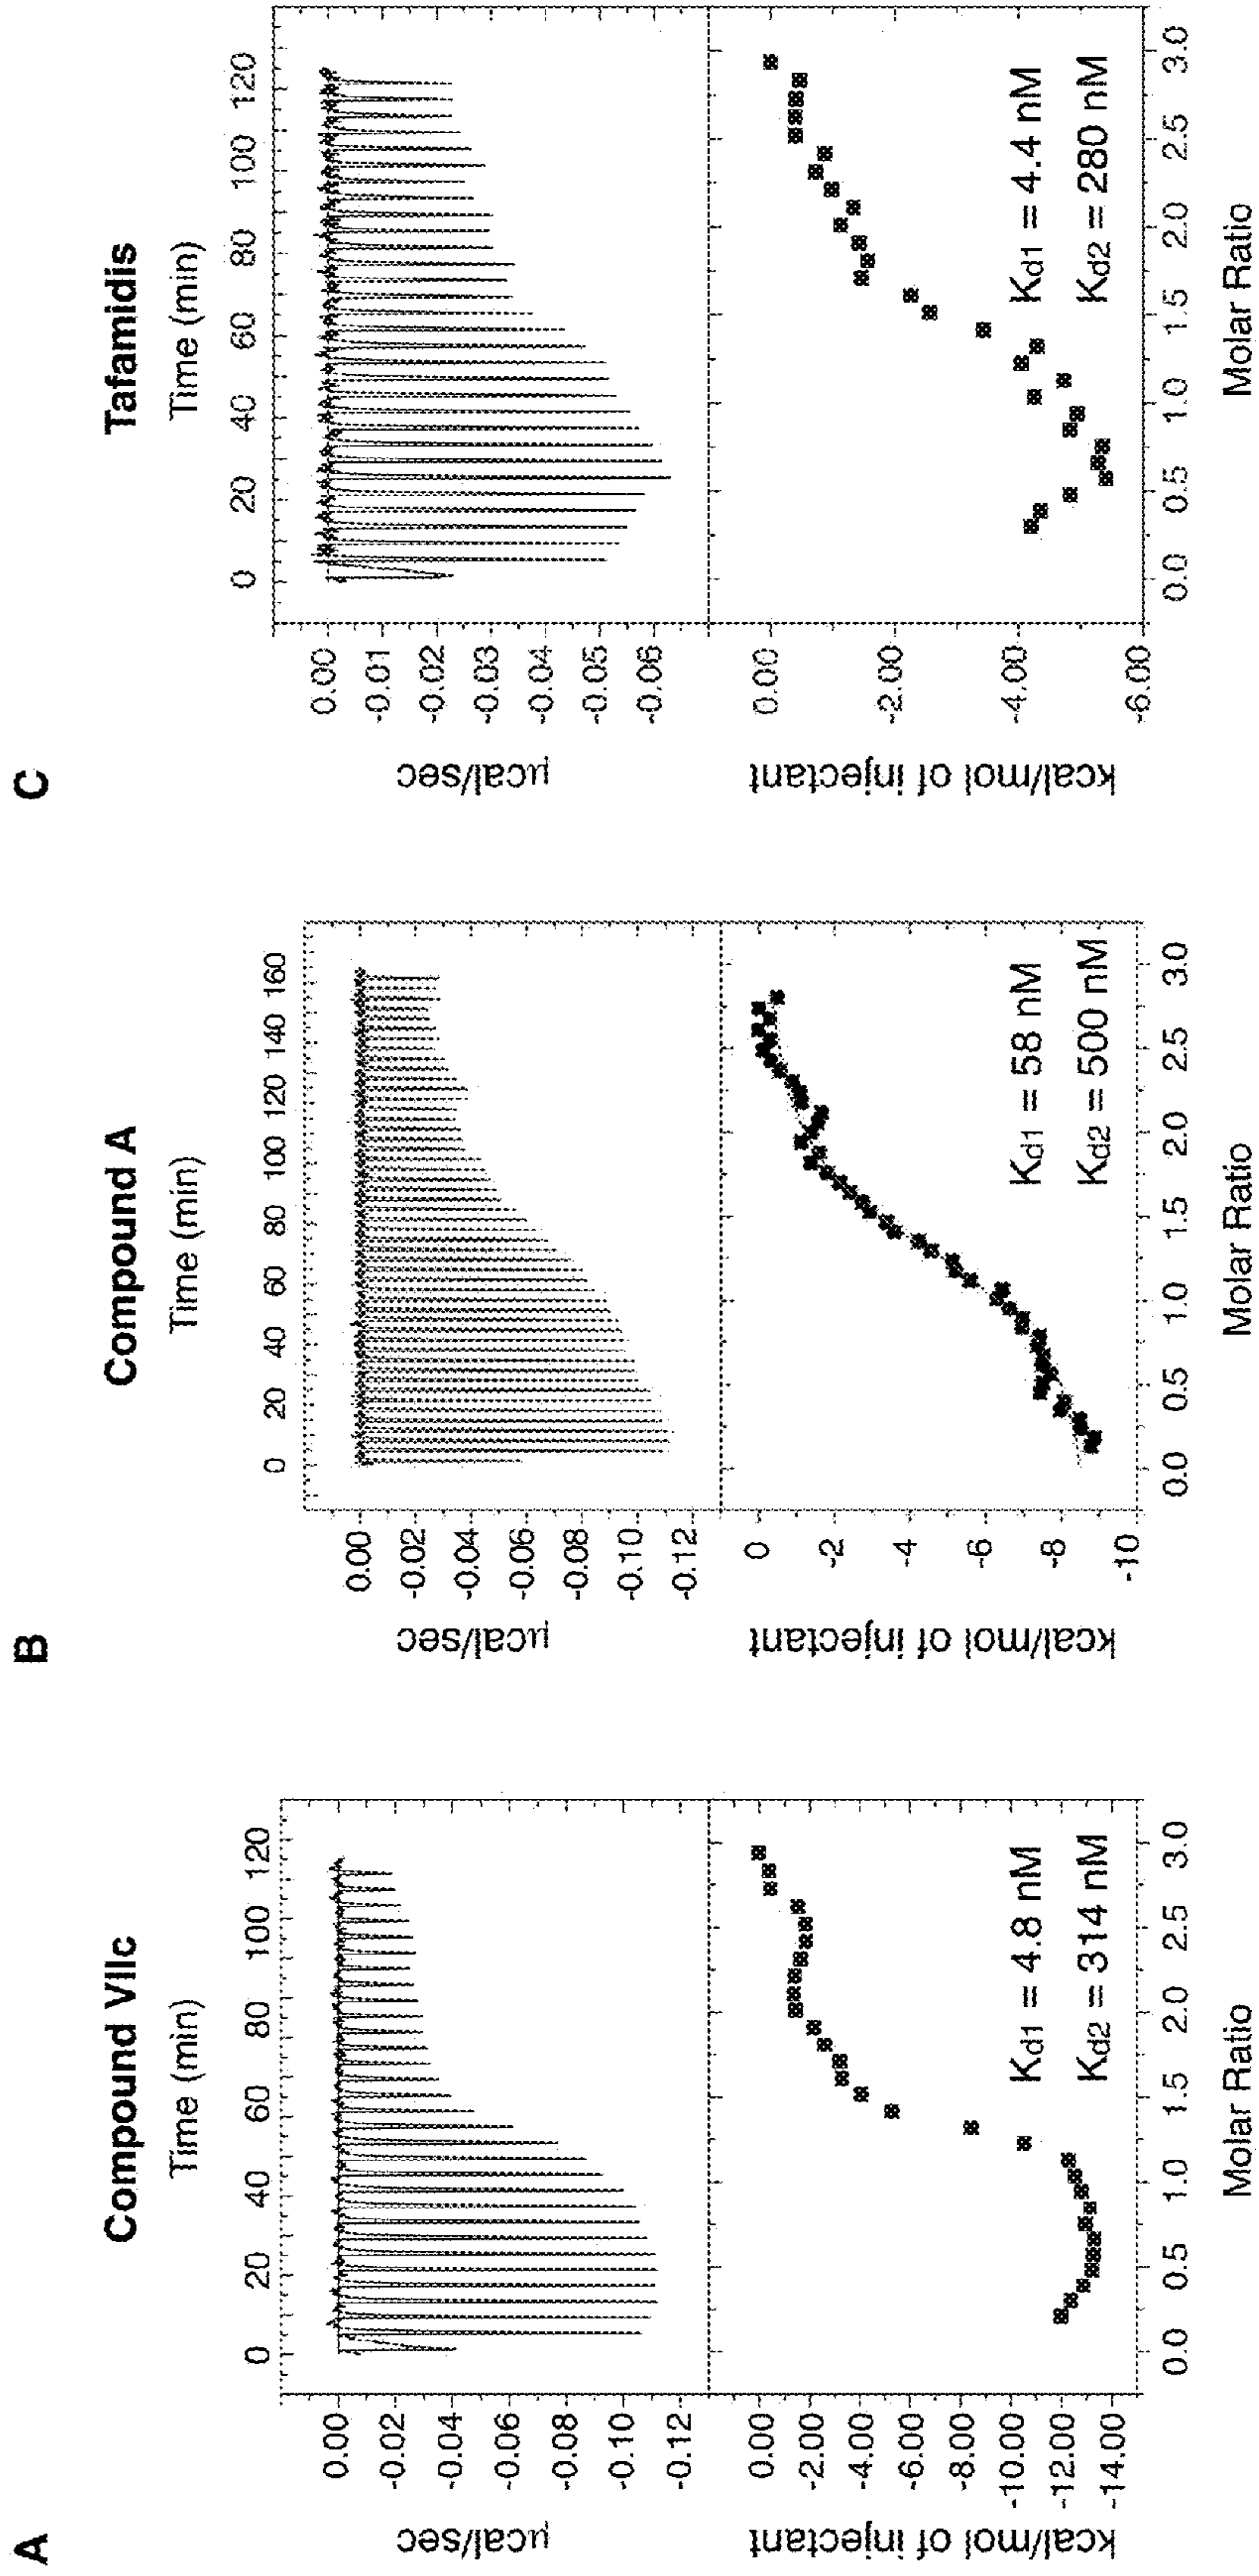 A
Compound VIIc
Time (min)
0 20 40 60 80 100 120
0.00
-0.02
-0.04
-0.06
-0.08
-0.10
-0.12
µcal/sec
0.00
-2.00
-4.00
-6.00
-8.00
-10.00
-12.00
-14.00
kcal/mol of injectant
Kd1 = 4.8 nM
Kd2 = 314 nM
0.0 0.5 1.0 1.5 2.0 2.5 3.0
Molar Ratio
B
Compound A
Time (min)
0 20 40 60 80 100 120 140 160
0.00
-0.02
-0.04
-0.06
-0.08
-0.10
-0.12
µcal/sec
0
-2
-4
-6
-8
-10
kcal/mol of injectant
Kd1 = 58 nM
Kd2 = 500 nM
0.0 0.5 1.0 1.5 2.0 2.5 3.0
Molar Ratio
C
Tafamidis
Time (min)
0 20 40 60 80 100 120
0.00
-0.01
-0.02
-0.03
-0.04
-0.05
-0.06
µcal/sec
0.00
-2.00
-4.00
-6.00
kcal/mol of injectant
Kd1 = 4.4 nM
Kd2 = 280 nM
0.0 0.5 1.0 1.5 2.0 2.5 3.0
Molar Ratio